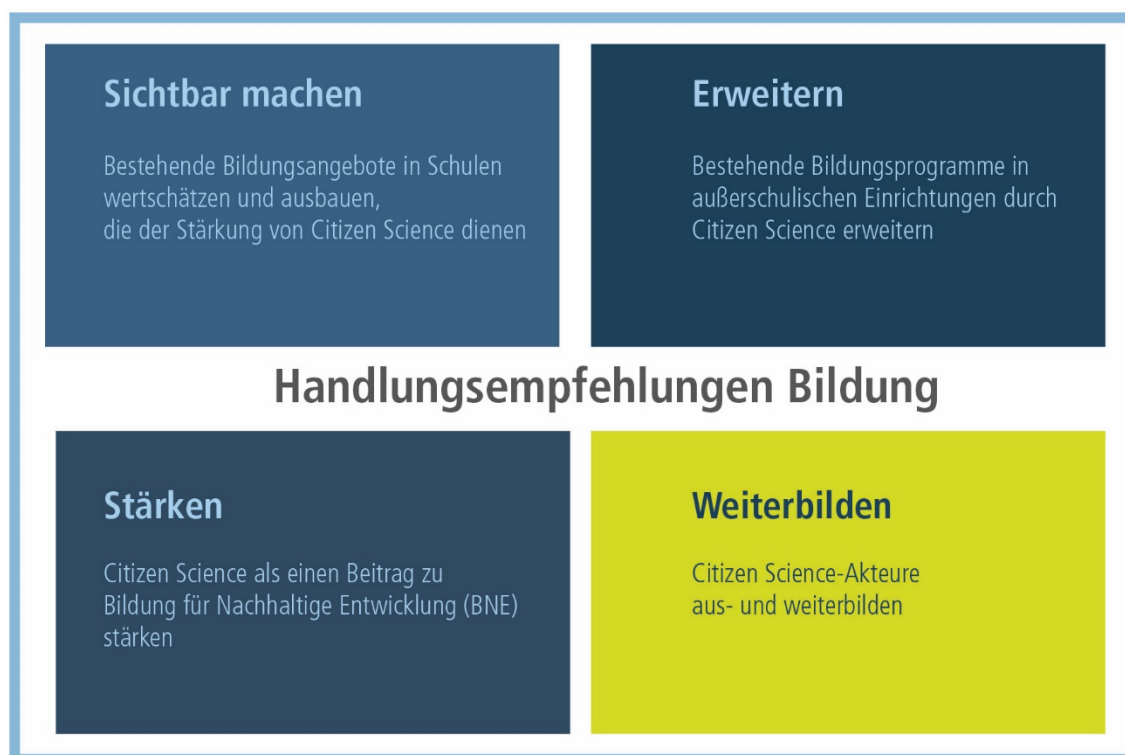 Sichtbar machen
Bestehende Bildungsangebote in Schulen
wertschätzen und ausbauen,
die der Stärkung von Citizen Science dienen
Erweitern
Bestehende Bildungsprogramme in
außerschulischen Einrichtungen durch
Citizen Science erweitern
Handlungsempfehlungen Bildung
Stärken
Citizen Science als einen Beitrag zu
Bildung für Nachhaltige Entwicklung (BNE)
stärken
Weiterbilden
Citizen Science-Akteure
aus- und weiterbilden